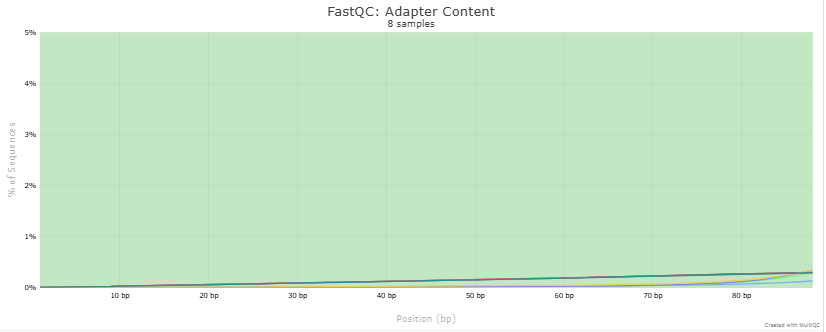 FastQC: Adapter Content
8 samples
5%
4%
3%
2%
1%
0%
% of Sequences
10 bp 20 bp 30 bp 40 bp 50 bp 60 bp 70 bp 80 bp
Position (bp)
Created with MultiQC